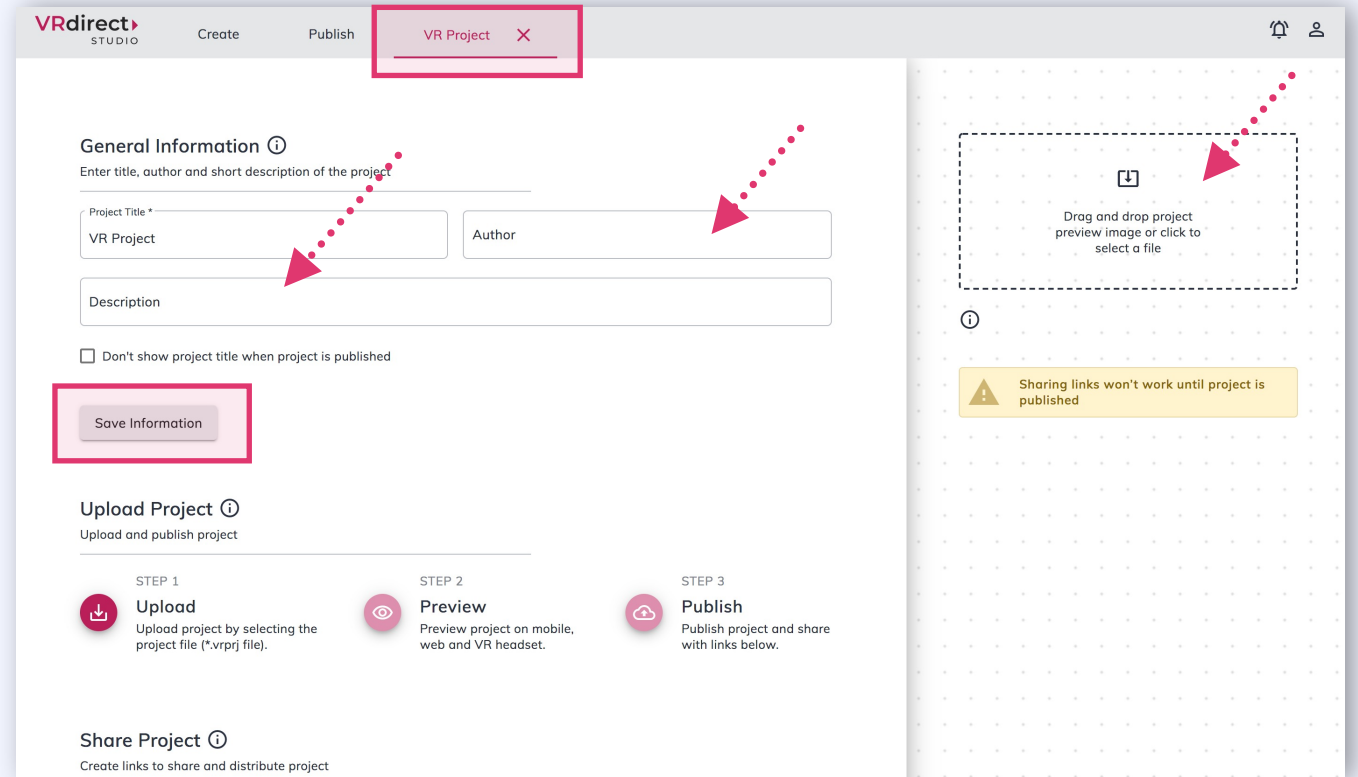 VRdirect
STUDIO
Create
Publish
VR Project
General Information
Enter title, author and short description of the project
Project Title *
VR Project
Author
Description
Don't show project title when project is published
Save Information
Drag and drop project
preview image or click to
select a file
Sharing links won't work until project is
published
Upload Project
Upload and publish project
STEP 1
Upload
Upload project by selecting the
project file (*.vrprj file).
STEP 2
Preview
Preview project on mobile,
web and VR headset.
STEP 3
Publish
Publish project and share
with links below.
Share Project
Create links to share and distribute project